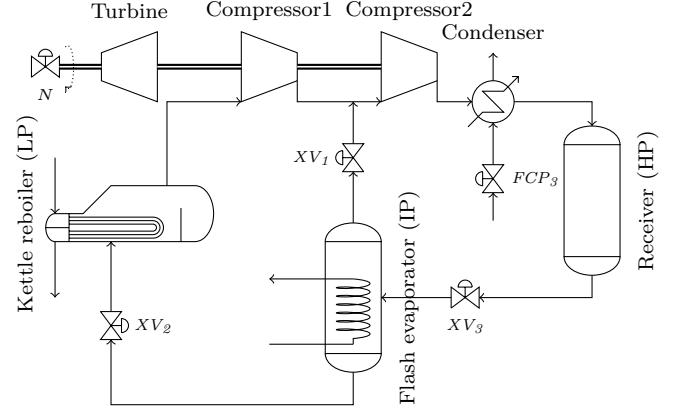 Turbine
Compressor1
Compressor2
Condenser
N
XV1
FCP3
Kettle reboiler (LP)
Flash evaporator (IP)
Receiver (HP)
XV2
XV3